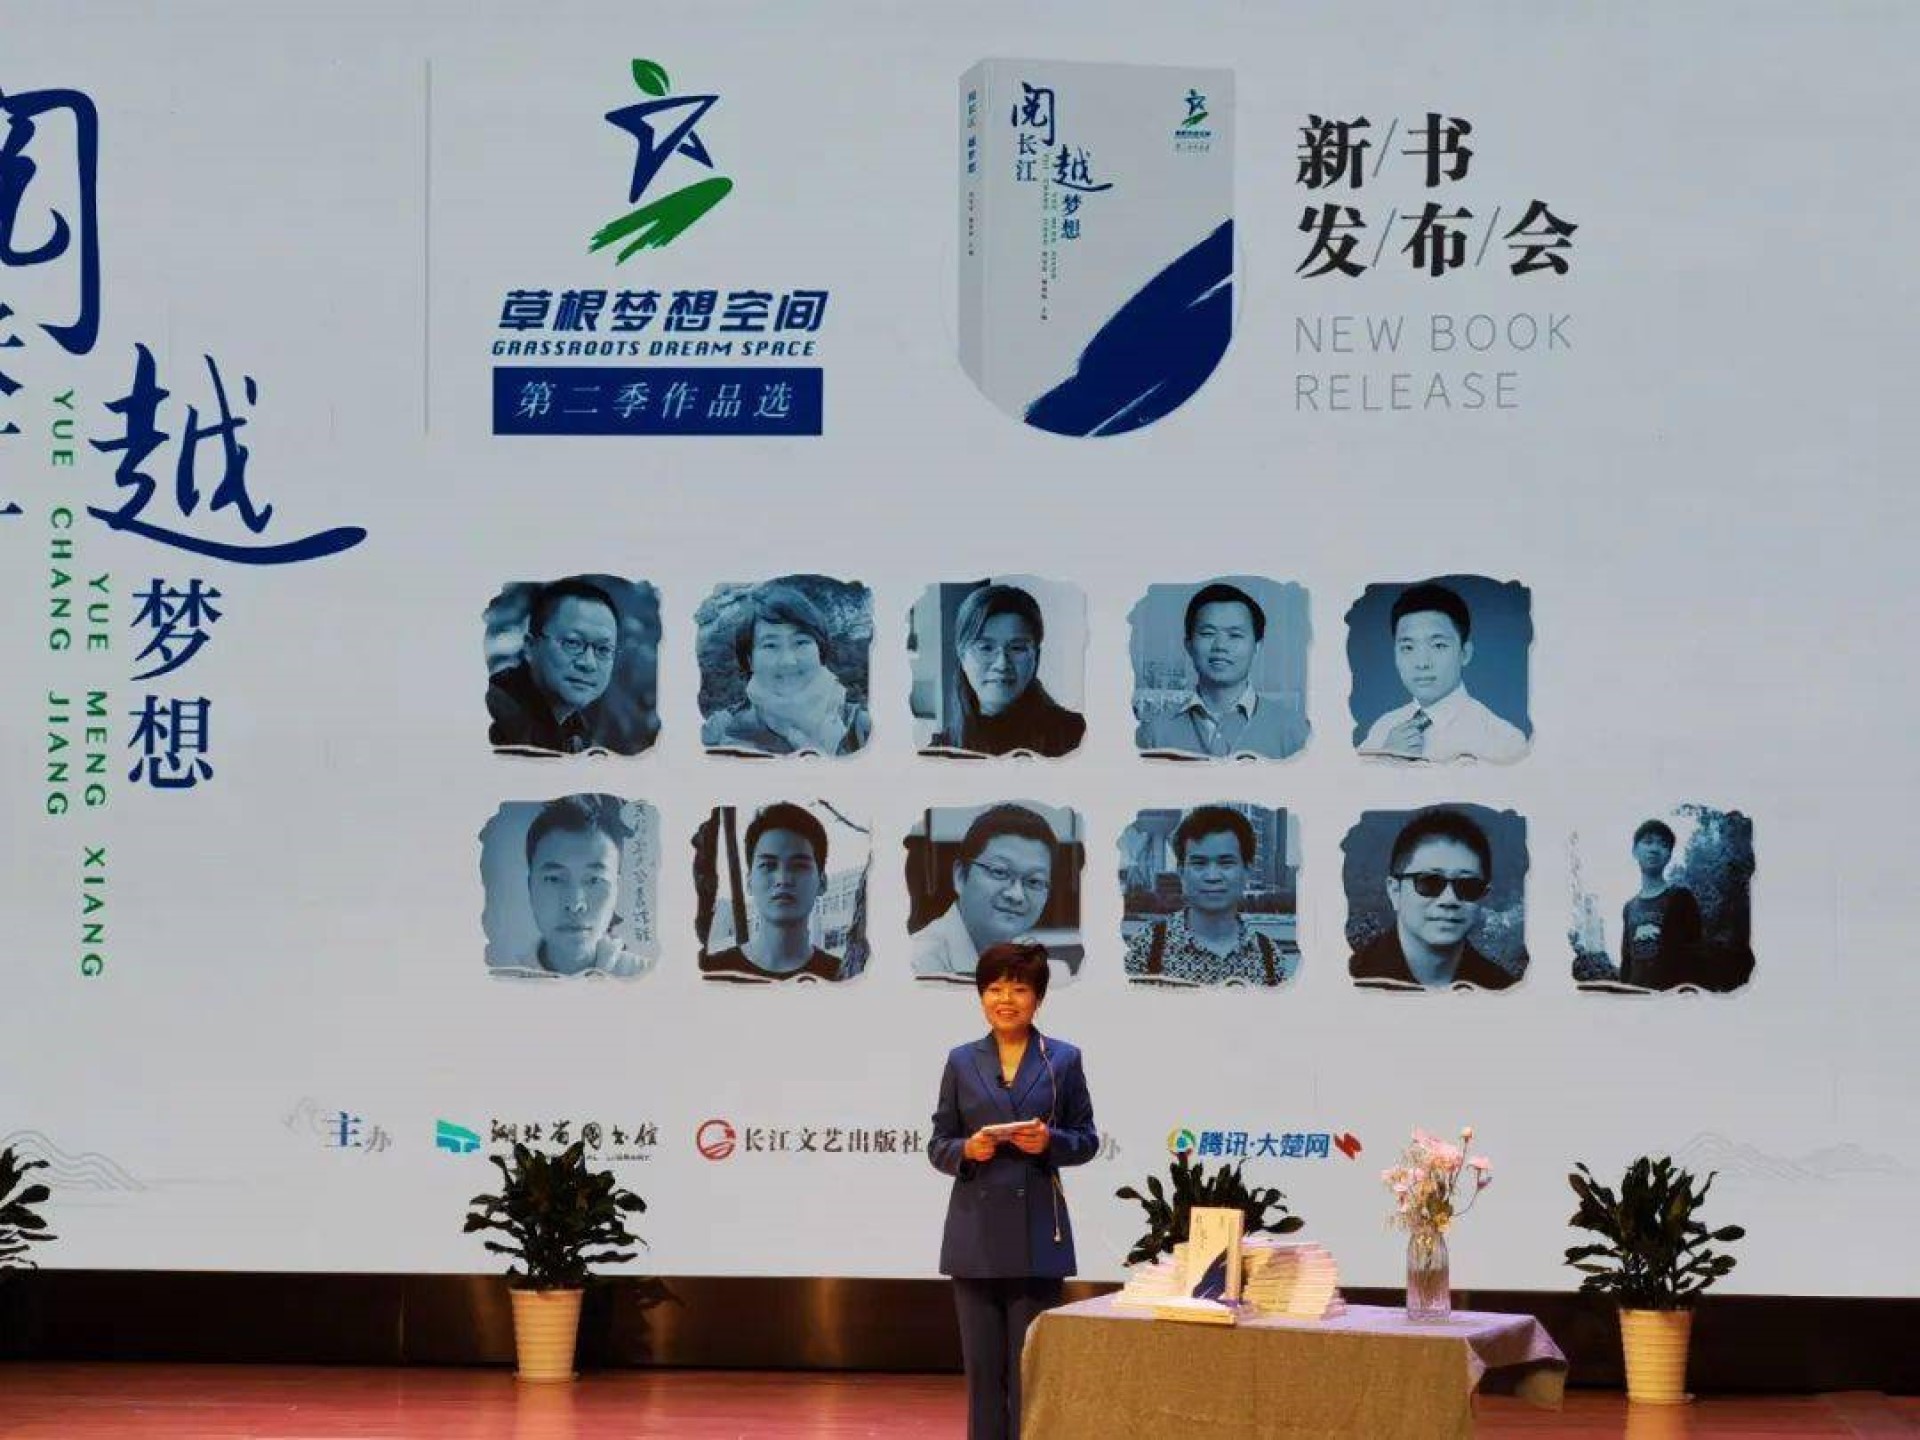 阅
越
梦想
YUE CHANG JIANG
YUE MENG XIANG
草根梦想空间
GRASSROOTS DREAM SPACE
第二季作品选
阅
长江
越
梦想
新/书
发/布/会
NEW BOOK
RELEASE
主办
湖北省图书馆
长江文艺出版社
办
腾讯·大楚网